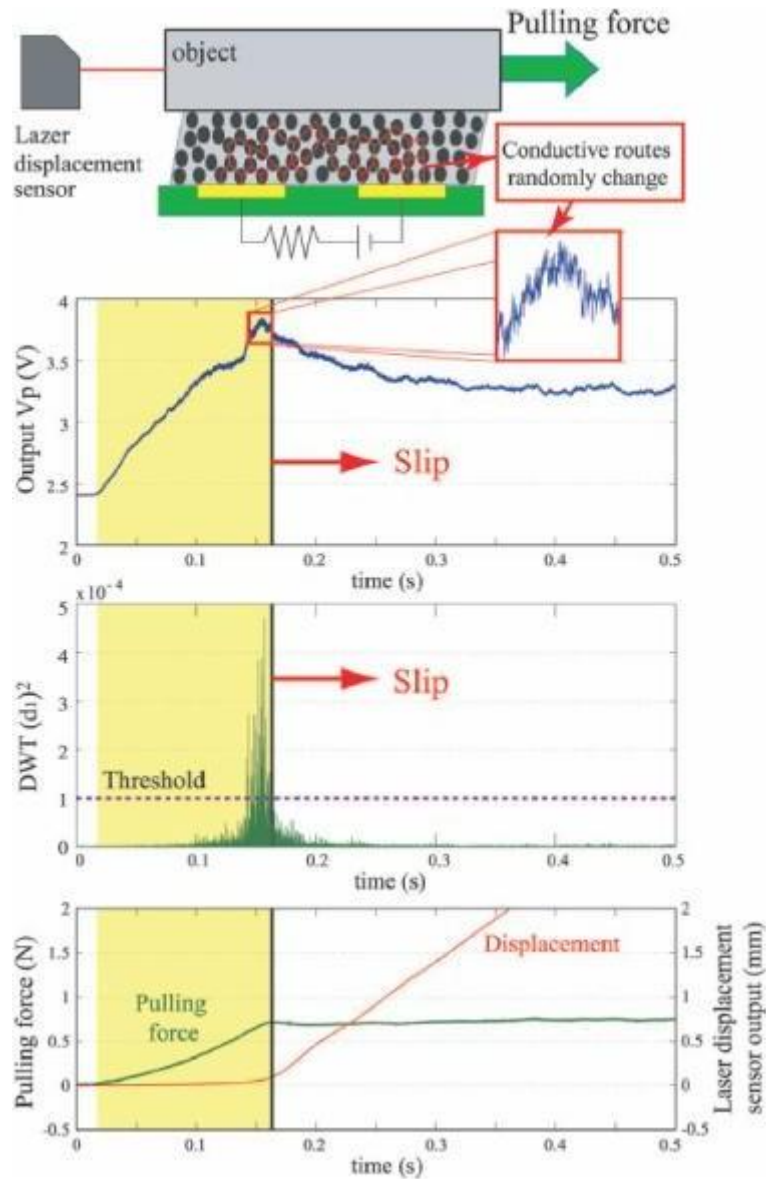 Pulling force
object
Lazer
displacement
sensor
Conductive routes
randomly change
4
3.5
3
2.5
2
Output Vp (V)
Slip
0
0.1
0.2
0.3
0.4
0.5
time (s)
x 10⁻⁴
5
4
3
2
1
0
DWT (d1)²
Slip
Threshold
0
0.1
0.2
0.3
0.4
0.5
time (s)
2
1.5
1
0.5
0
-0.5
Pulling force (N)
Displacement
Pulling
force
2
1.5
1
0.5
0
-0.5
Laser displacement
sensor output (mm)
0
0.1
0.2
0.3
0.4
0.5
time (s)